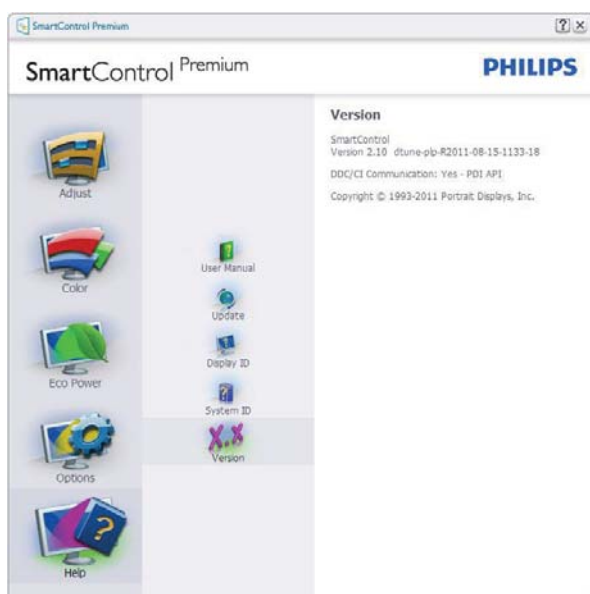 SmartControl Premium
? ×
SmartControl Premium
PHILIPS
Adjust
Color
Eco Power
Options
Help
User Manual
Update
Display ID
System ID
X.X
Version
Version
SmartControl
Version 2.10 dtune-plp-R2011-08-15-1133-18
DDC/CI Communication: Yes - PDI API
Copyright © 1993-2011 Portrait Displays, Inc.